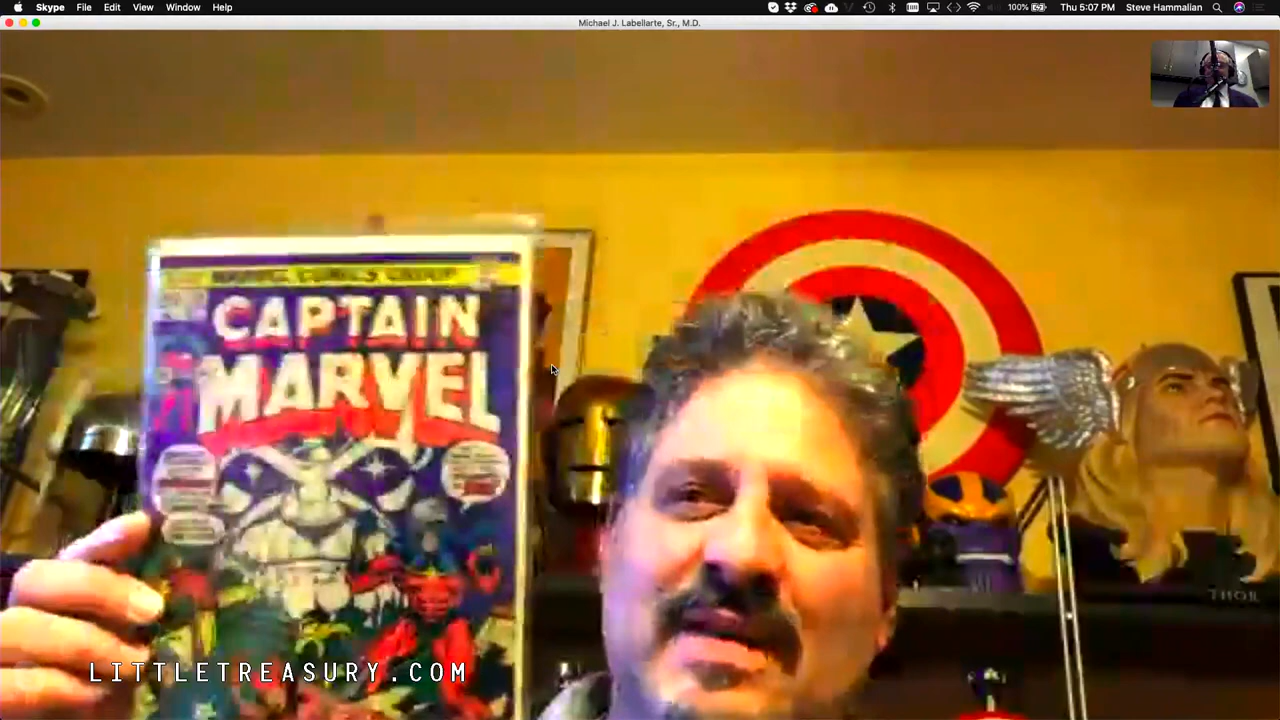 Skype File Edit View Window Help
100% Thu 5:07 PM Steve Hammalian
Michael J. Labellarte, Sr., M.D.
MARVEL COMICS GROUP
CAPTAIN
MARVEL
THOR
LITTLETREASURY.COM